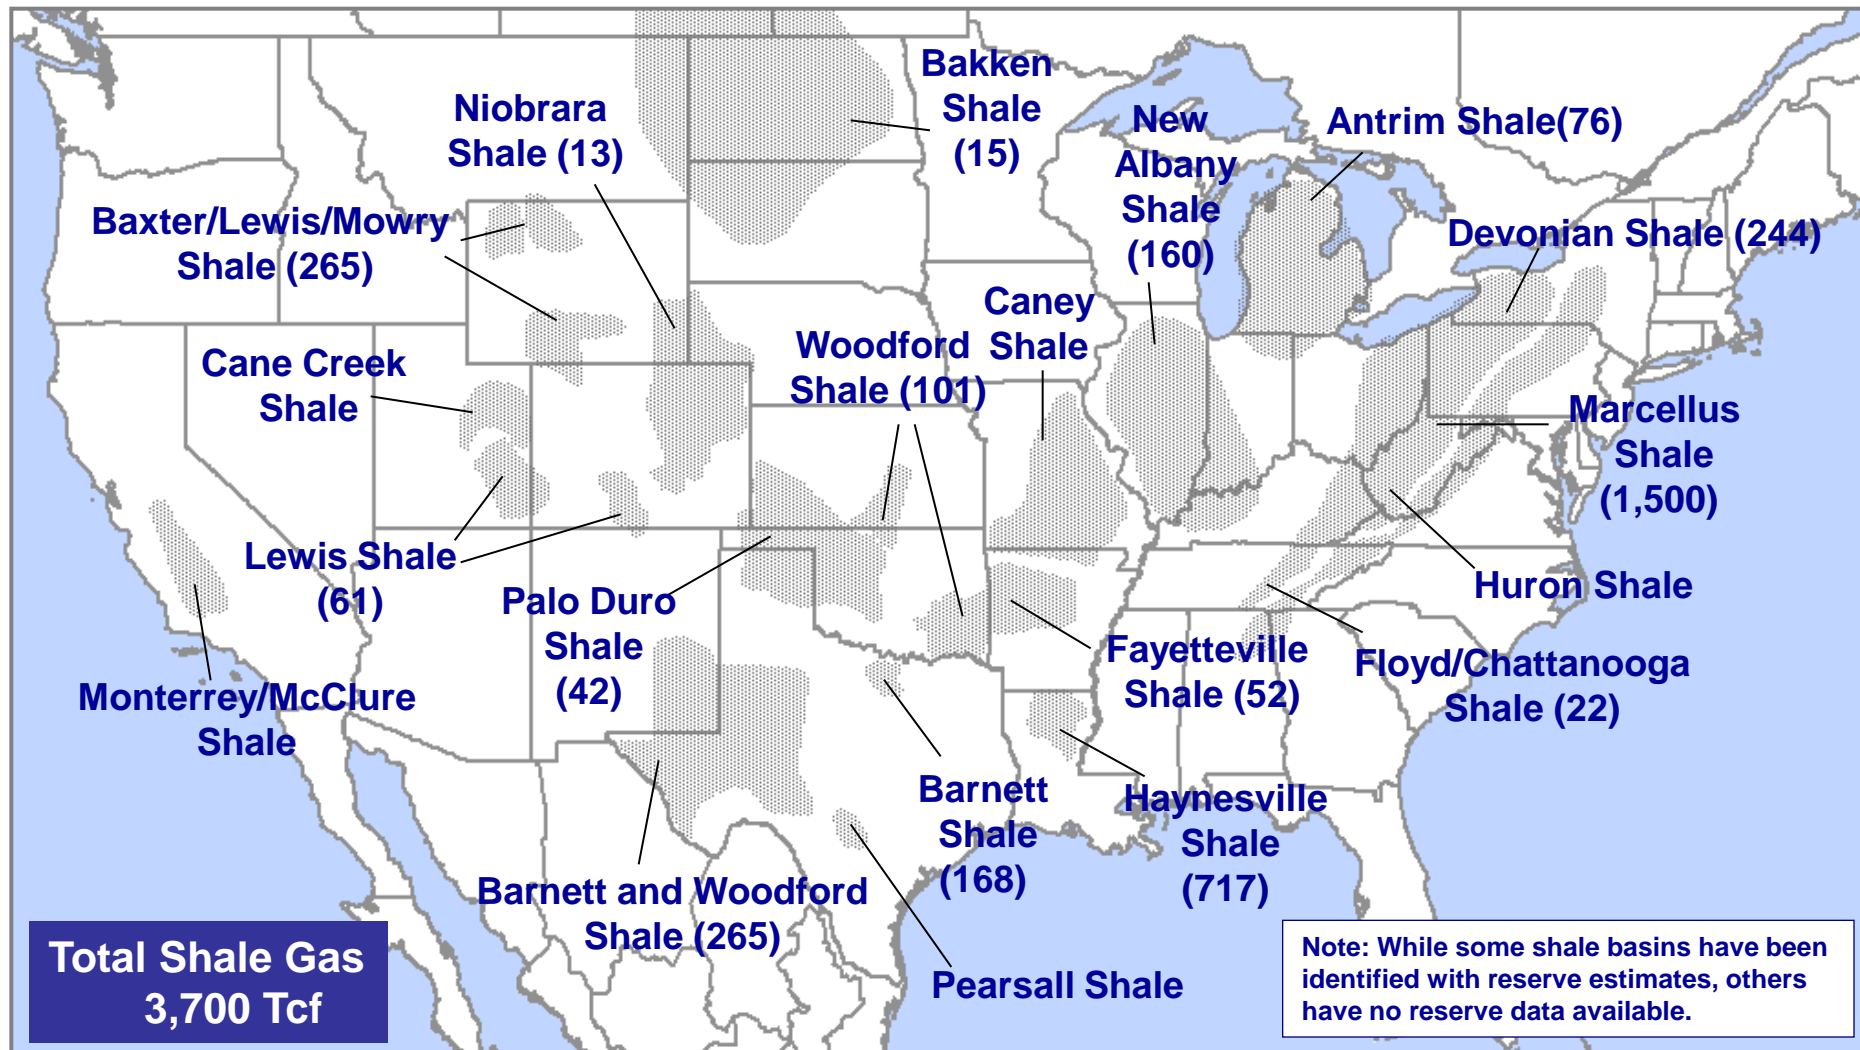 Bakken
Shale
(15)
Niobrara
Shale (13)
New
Albany
Shale
(160)
Antrim Shale(76)
Baxter/Lewis/Mowry
Shale (265)
Devonian Shale (244)
Caney
Shale
Woodford
Shale (101)
Cane Creek
Shale
Marcellus
Shale
(1,500)
Lewis Shale
(61)
Palo Duro
Shale
(42)
Huron Shale
Fayetteville
Shale (52)
Floyd/Chattanooga
Shale (22)
Monterrey/McClure
Shale
Barnett
Shale
(168)
Haynesville
Shale
(717)
Barnett and Woodford
Shale (265)
Pearsall Shale
Total Shale Gas
3,700 Tcf
Note: While some shale basins have been
identified with reserve estimates, others
have no reserve data available.